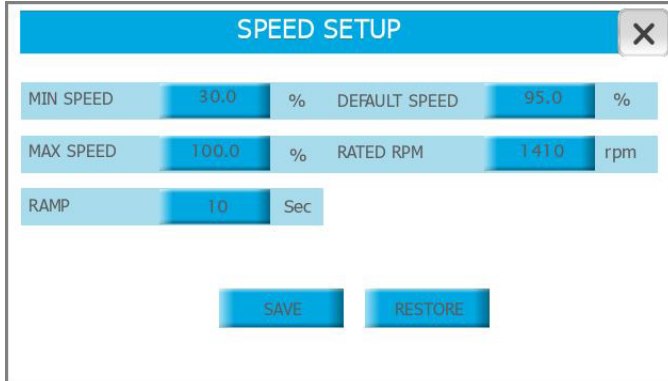 SPEED SETUP
MIN SPEED 30.0 % DEFAULT SPEED 95.0 %
MAX SPEED 100.0 % RATED RPM 1410 rpm
RAMP 10 Sec
SAVE RESTORE